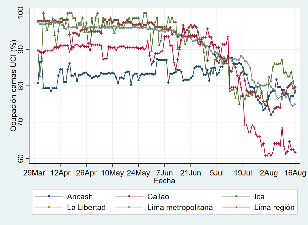 Ocupación camas UCI (%)
100
90
80
70
60
29Mar 12Apr 26Apr 10May 24May 7Jun 21Jun 5Jul 19Jul 2Aug 16Aug
Fecha
Ancash Callao Ica
La Libertad Lima metropolitana Lima región